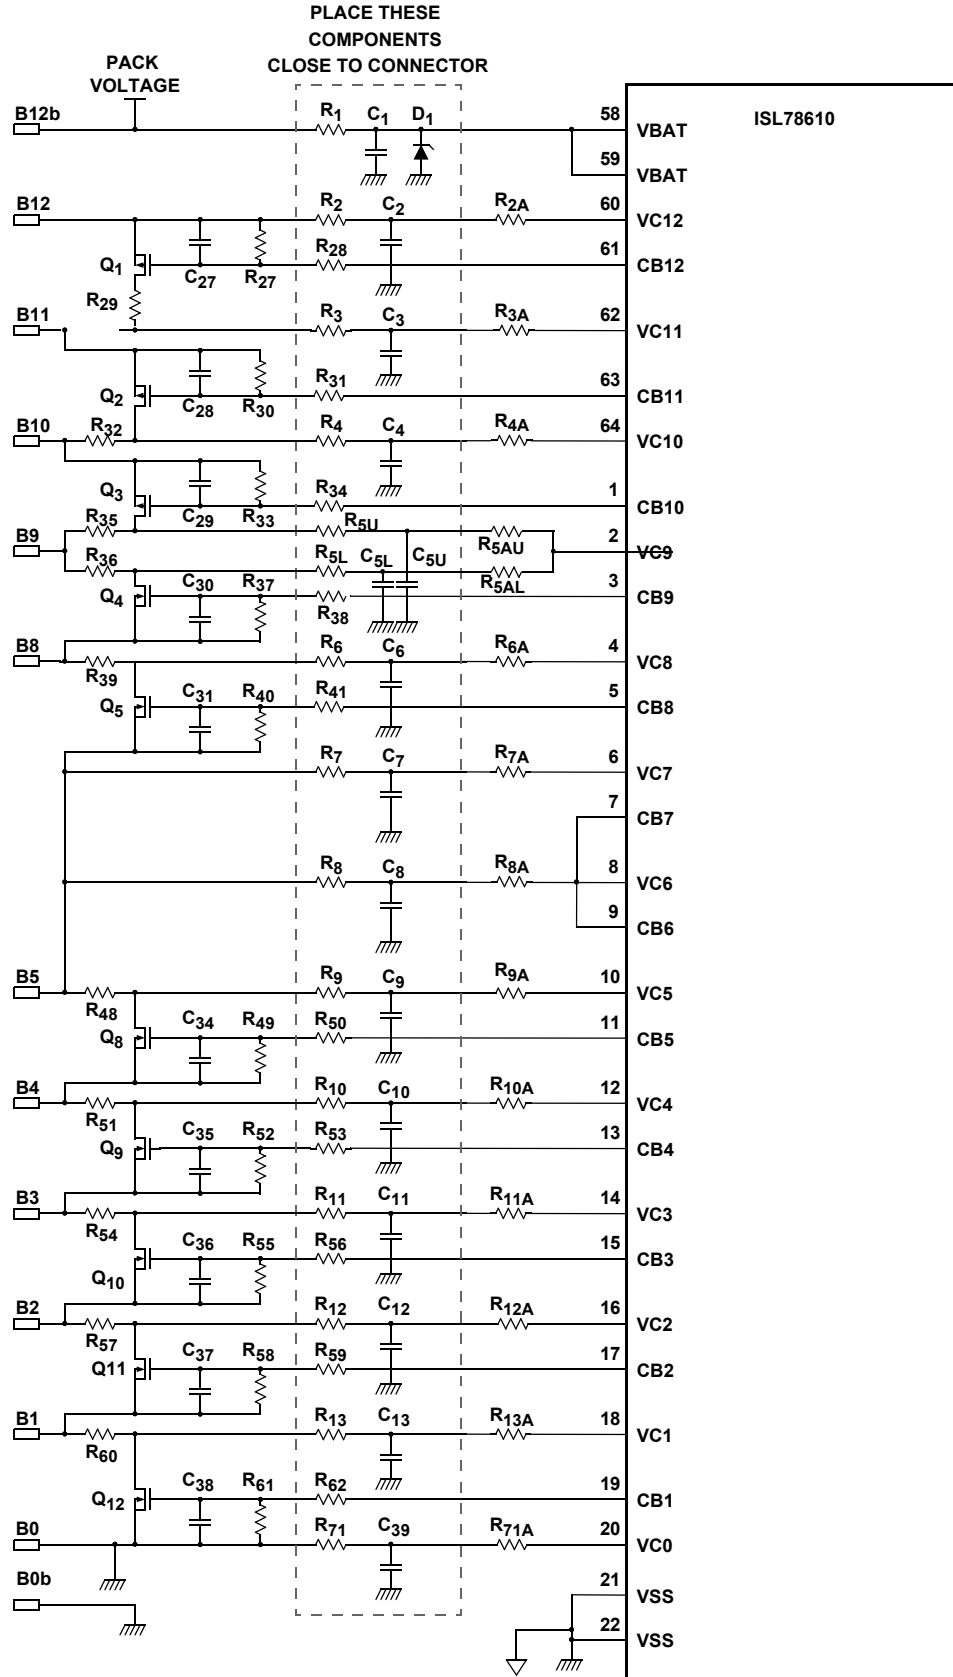 PLACE THESE
COMPONENTS
CLOSE TO CONNECTOR
PACK
VOLTAGE
B12b
R1 C1 D1
58
VBAT
ISL78610
59
VBAT
B12
R2 C2 R2A
60
VC12
Q1
C27 R27
R28
61
CB12
R29
B11
R3 C3 R3A
62
VC11
Q2
C28 R30
R31
63
CB11
B10
R32
R4 C4 R4A
64
VC10
Q3
C29 R33
R34
1
CB10
B9
R35
R5U
R5AU
2
VC9
R36
R5L C5L C5U
R5AL
Q4
C30 R37
R38
3
CB9
B8
R39
R6 C6 R6A
4
VC8
Q5
C31 R40
R41
5
CB8
R7 C7 R7A
6
VC7
7
CB7
R8 C8 R8A
8
VC6
9
CB6
B5
R48
R9 C9 R9A
10
VC5
Q8
C34 R49
R50
11
CB5
B4
R51
R10 C10 R10A
12
VC4
Q9
C35 R52
R53
13
CB4
B3
R54
R11 C11 R11A
14
VC3
Q10
C36 R55
R56
15
CB3
B2
R57
R12 C12 R12A
16
VC2
Q11
C37 R58
R59
17
CB2
B1
R60
R13 C13 R13A
18
VC1
Q12
C38 R61
R62
19
CB1
B0
R71 C39 R71A
20
VC0
B0b
21
VSS
22
VSS